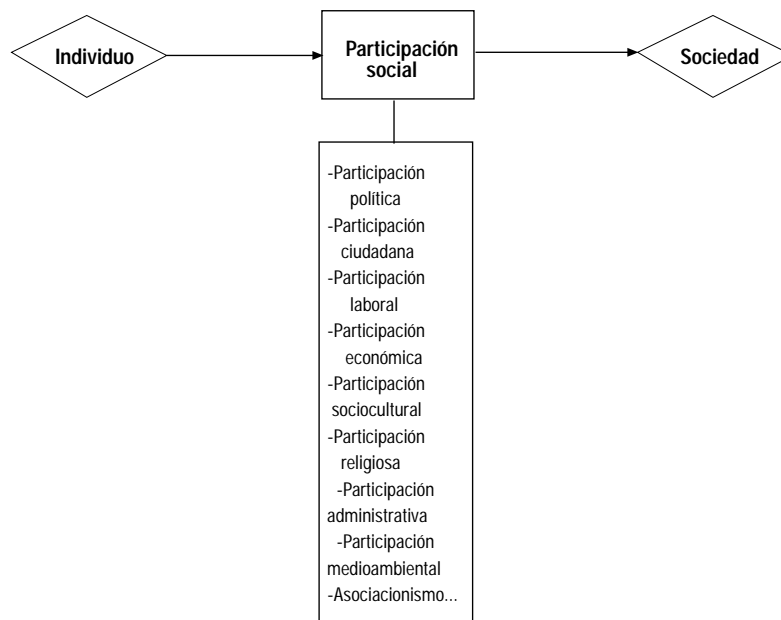 Individuo
Participación
social
Sociedad
-Participación
política
-Participación
ciudadana
-Participación
laboral
-Participación
económica
-Participación
sociocultural
-Participación
religiosa
-Participación
administrativa
-Participación
medioambiental
-Asociacionismo...